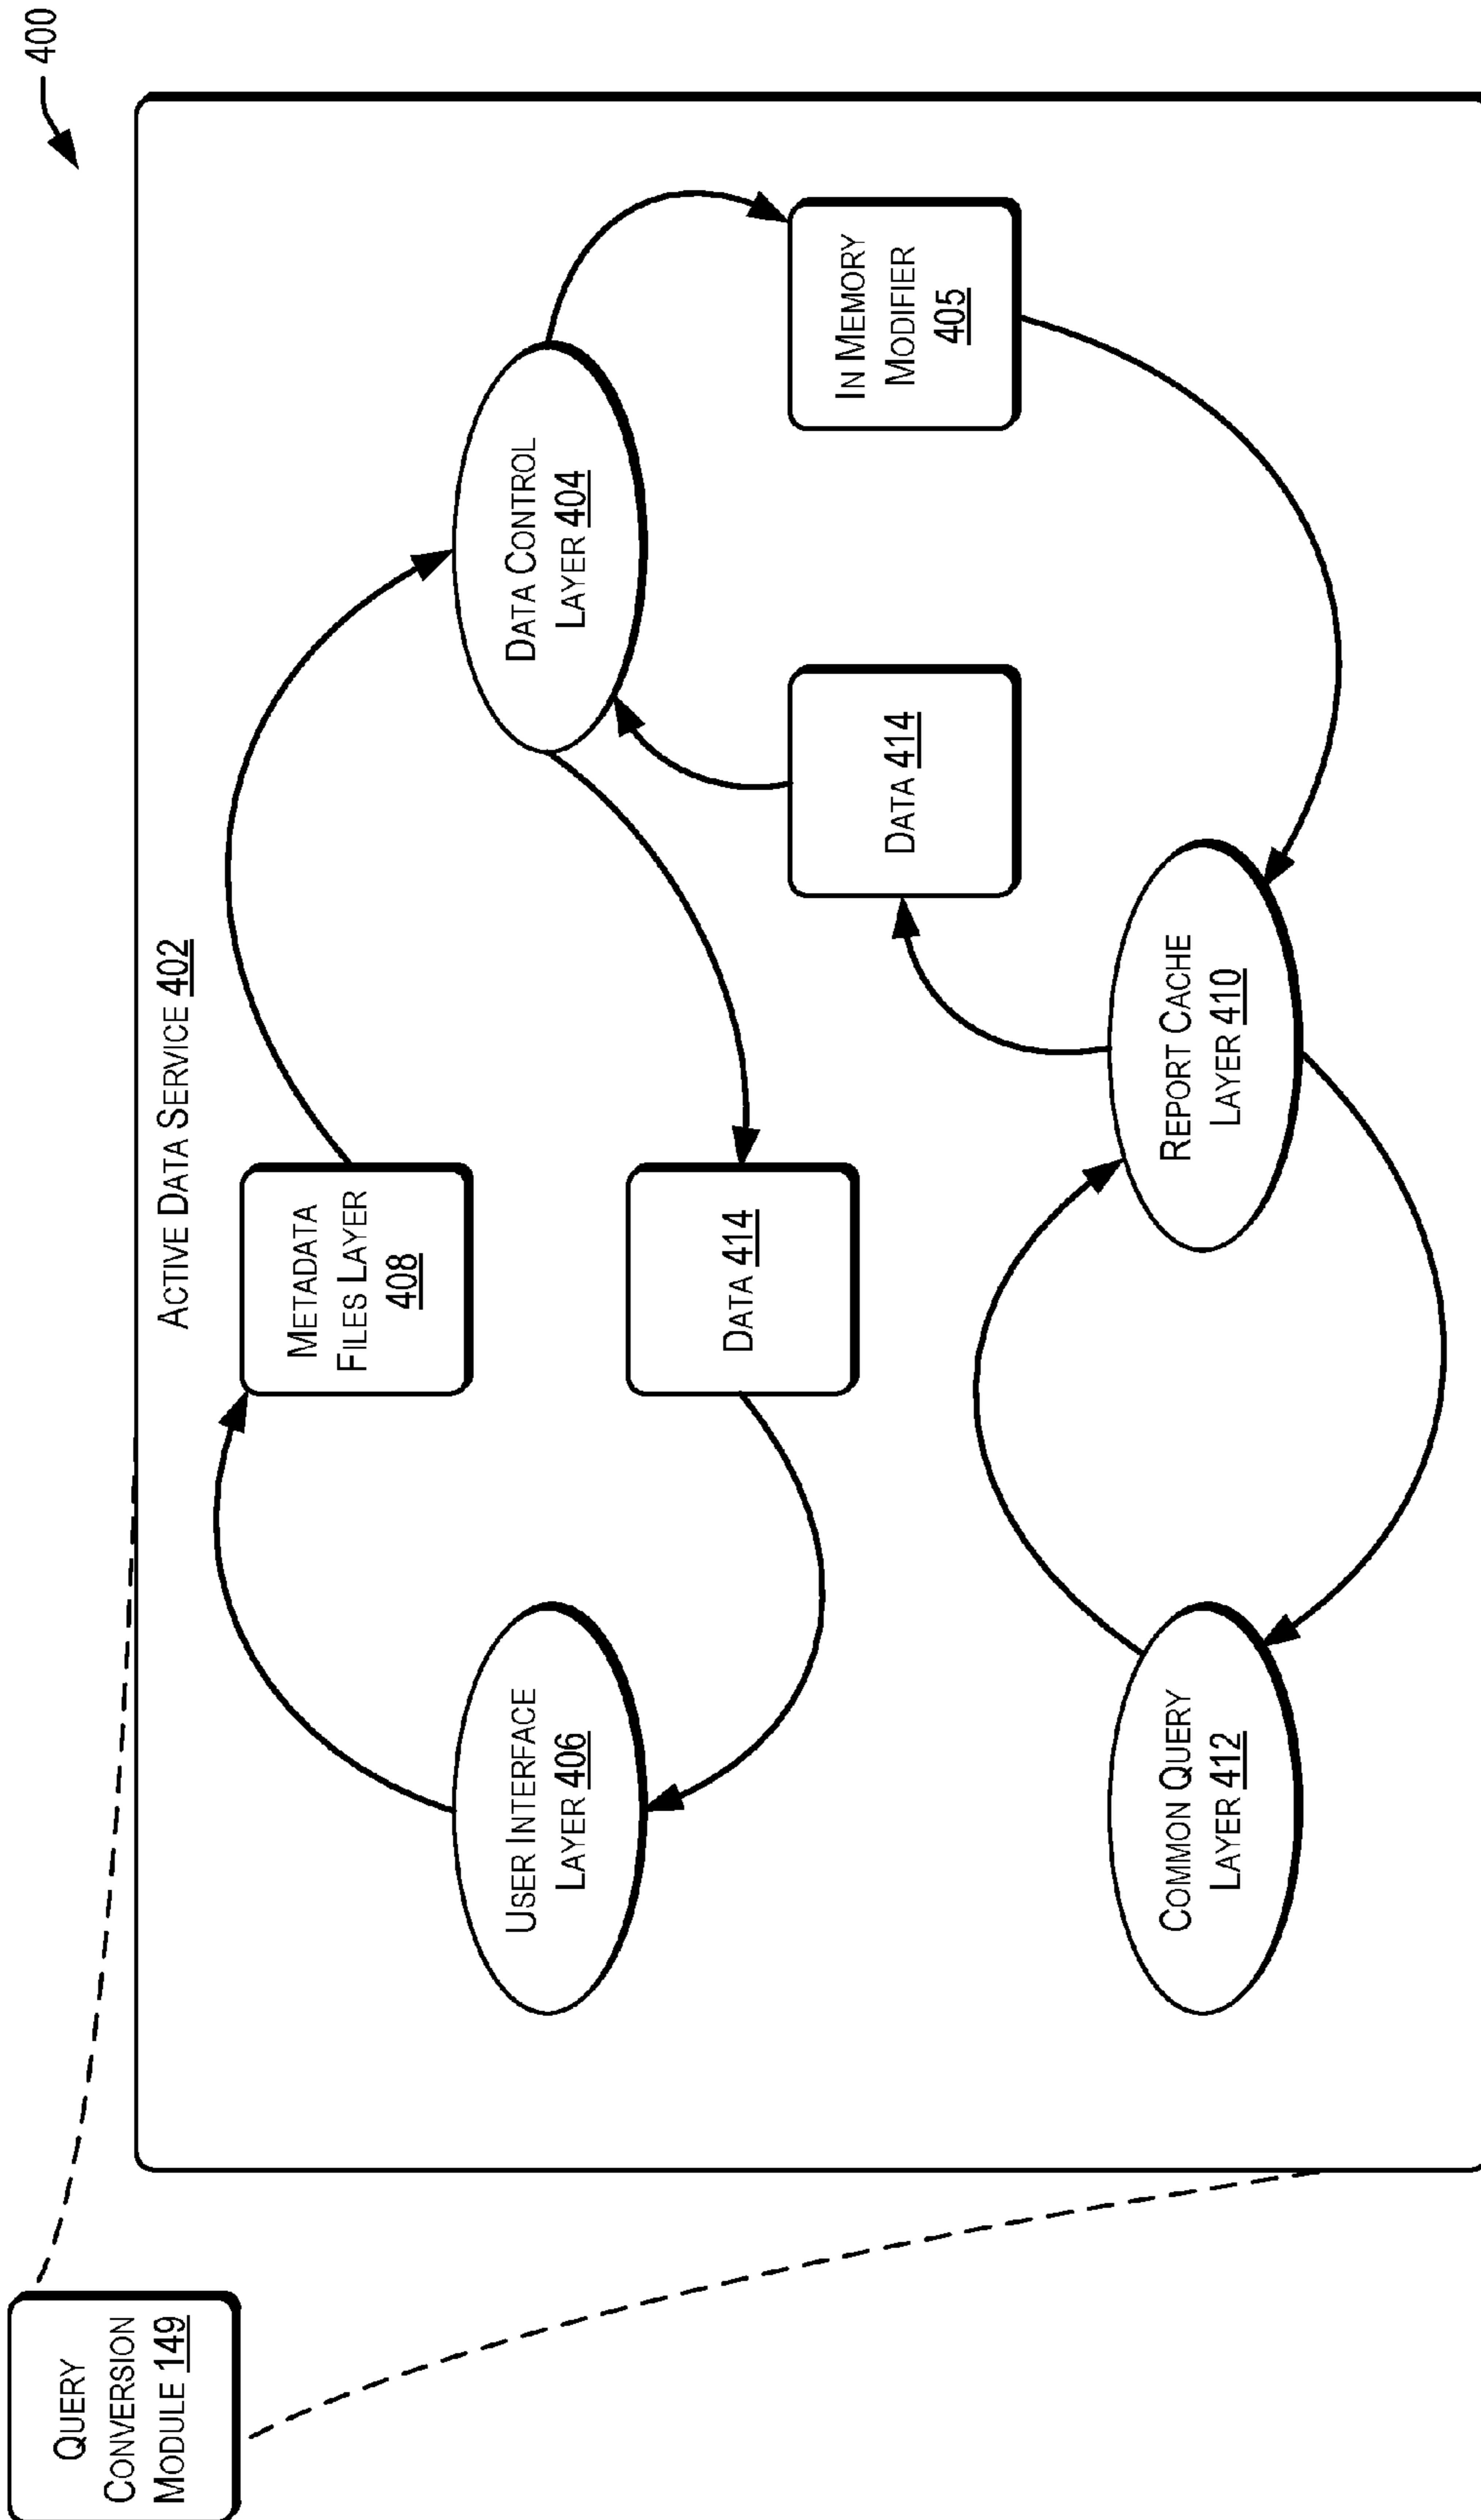 400
QUERY
CONVERSION
MODULE 149
ACTIVE DATA SERVICE 402
METADATA
FILES LAYER
408
USER INTERFACE
LAYER 406
DATA CONTROL
LAYER 404
DATA 414
IN MEMORY
MODIFIER
405
DATA 414
COMMON QUERY
LAYER 412
REPORT CACHE
LAYER 410